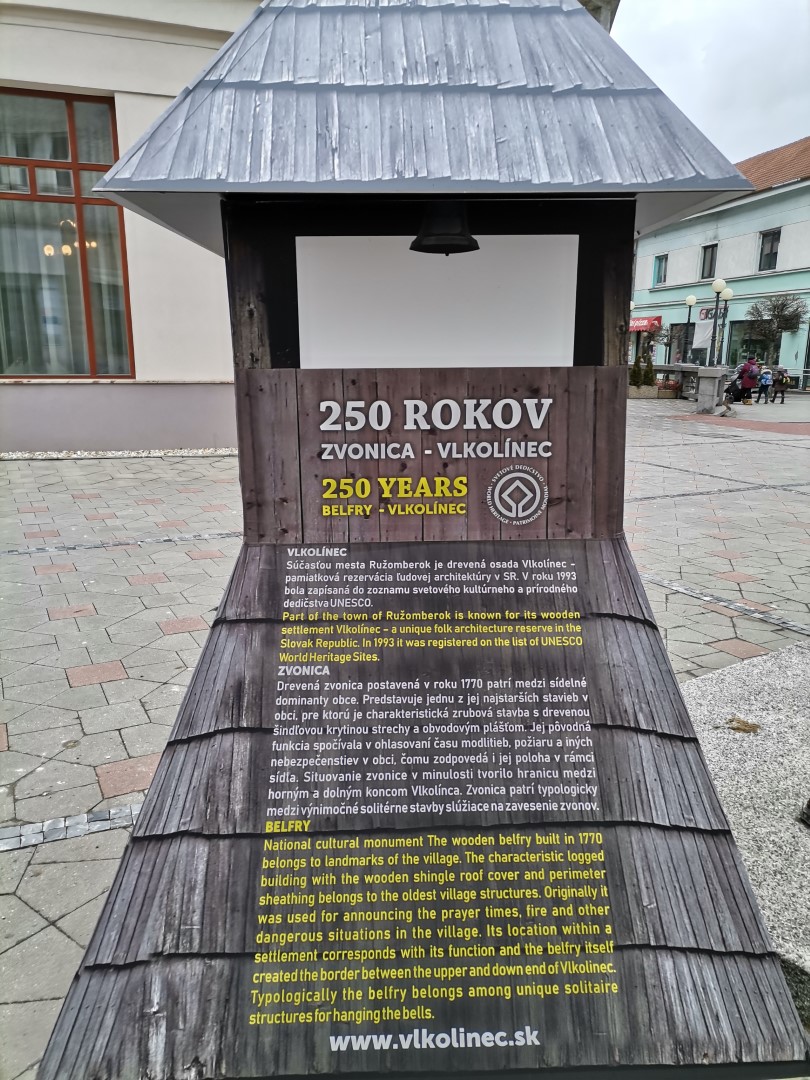 250 ROKOV
ZVONICA - VLKOLÍNEC
250 YEARS
BELFRY - VLKOLÍNEC
SVETOVÉ DEDIČSTVO • WORLD HERITAGE • PATRIMOINE MONDIAL
VLKOLÍNEC
Súčasťou mesta Ružomberok je drevená osada Vlkolínec -
pamiatková rezervácia ľudovej architektúry v SR. V roku 1993
bola zapísaná do zoznamu svetového kultúrneho a prírodného
dedičstva UNESCO.
Part of the town of Ružomberok is known for its wooden
settlement Vlkolínec – a unique folk architecture reserve in the
Slovak Republic. In 1993 it was registered on the list of UNESCO
World Heritage Sites.
ZVONICA
Drevená zvonica postavená v roku 1770 patrí medzi sídelné
dominanty obce. Predstavuje jednu z jej najstarších stavieb v
obci, pre ktorú je charakteristická zrubová stavba s drevenou
šindľovou krytinou strechy a obvodovým plášťom. Jej pôvodná
funkcia spočívala v ohlasovaní času modlitieb, požiaru a iných
nebezpečenstiev v obci, čomu zodpovedá i jej poloha v rámci
sídla. Situovanie zvonice v minulosti tvorilo hranicu medzi
horným a dolným koncom Vlkolínca. Zvonica patrí typologicky
medzi výnimočné solitérne stavby slúžiace na zavesenie zvonov.
BELFRY
National cultural monument The wooden belfry built in 1770
belongs to landmarks of the village. The characteristic logged
building with the wooden shingle roof cover and perimeter
sheathing belongs to the oldest village structures. Originally it
was used for announcing the prayer times, fire and other
dangerous situations in the village. Its location within a
settlement corresponds with its function and the belfry itself
created the border between the upper and down end of Vlkolinec.
Typologically the belfry belongs among unique solitaire
structures for hanging the bells.
www.vlkolinec.sk